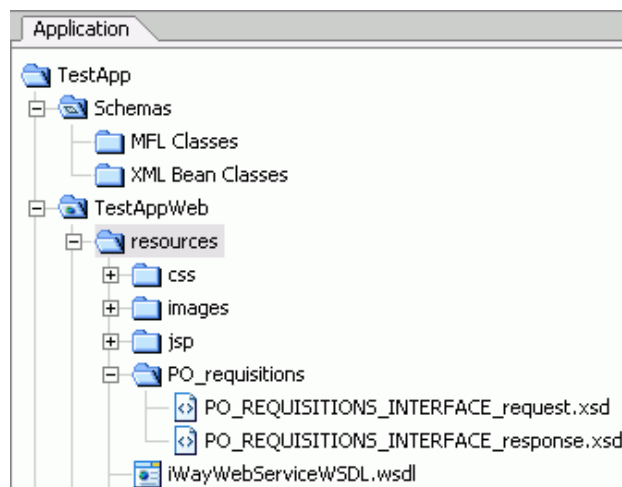 Application
TestApp
Schemas
MFL Classes
XML Bean Classes
TestAppWeb
resources
css
images
jsp
PO_requisitions
PO_REQUISITIONS_INTERFACE_request.xsd
PO_REQUISITIONS_INTERFACE_response.xsd
iWayWebServiceWSDL.wsdl